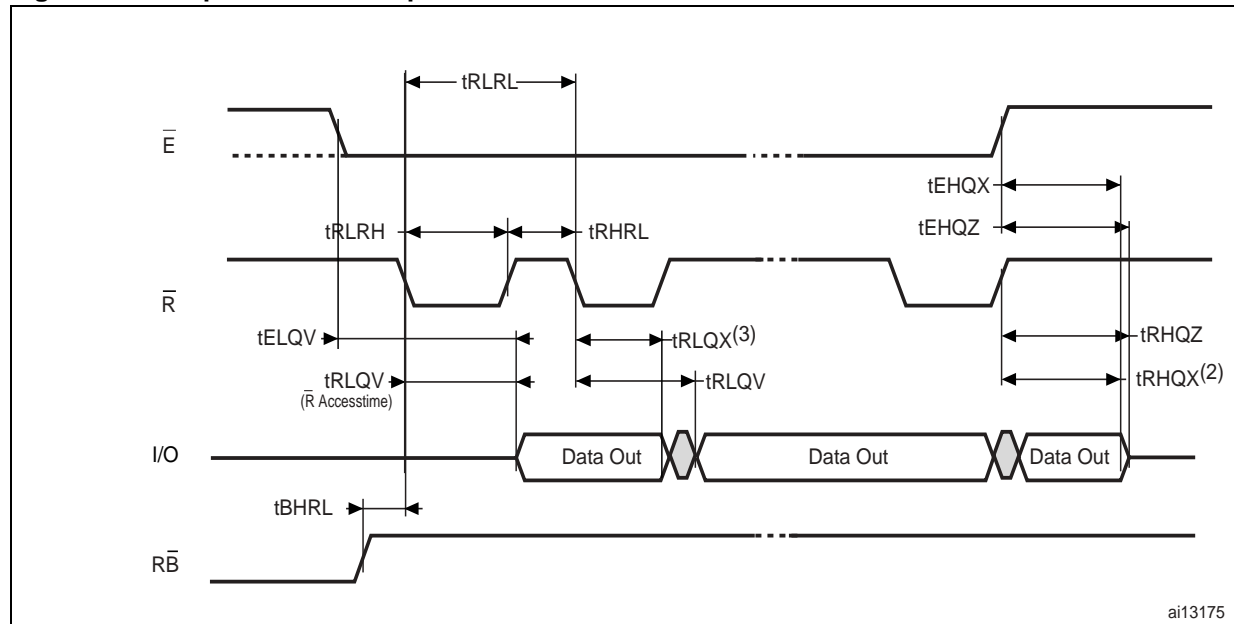 tRLRL
E̅
tEHQX
tRLRH
tRHRL
tEHQZ
R̅
tELQV
tRLQX(3)
tRHQZ
tRLQV
tRLQV
tRHQX(2)
(R̅ Accesstime)
I/O
Data Out
Data Out
Data Out
tBHRL
RB̅
ai13175